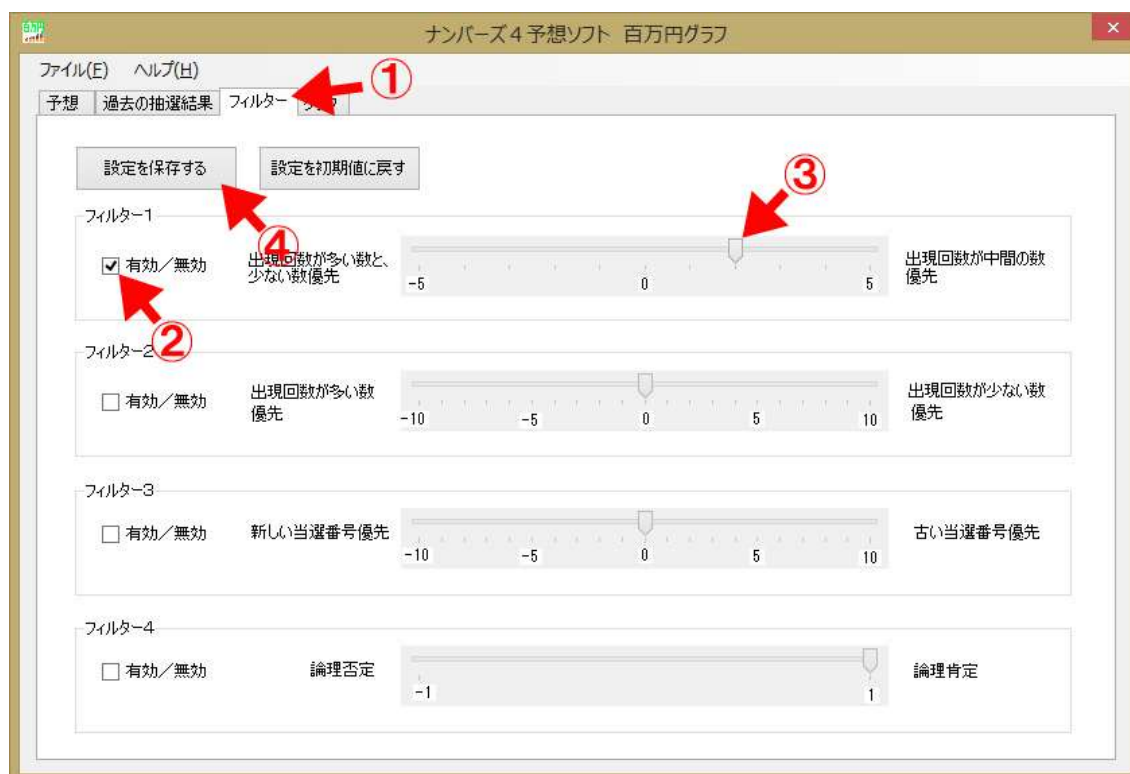 ナンバーズ4予想ソフト 百万円グラフ
ファイル(F) ヘルプ(H)
①
予想 過去の抽選結果 フィルター
設定を保存する 設定を初期値に戻す
③
フィルター1
④
有効/無効
出現回数が多い数と、
少ない数優先
-5 0 5
出現回数が中間の数
優先
②
フィルター2
有効/無効
出現回数が多い数
優先
-10 -5 0 5 10
出現回数が少ない数
優先
フィルター3
有効/無効 新しい当選番号優先
-10 -5 0 5 10
古い当選番号優先
フィルター4
有効/無効 論理否定
-1 1
論理肯定